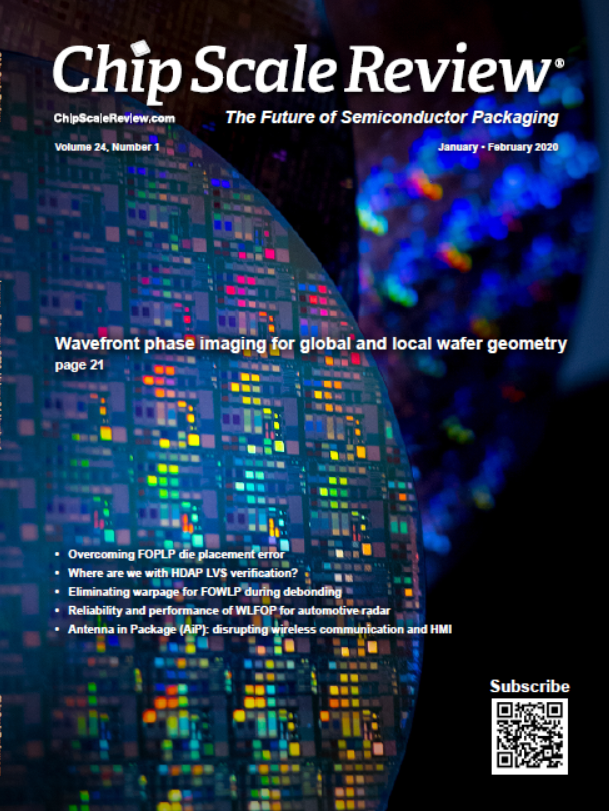 Chip Scale Review®
ChipScaleReview.com
The Future of Semiconductor Packaging
Volume 24, Number 1
January • February 2020
Wavefront phase imaging for global and local wafer geometry
page 21
• Overcoming FOPLP die placement error
• Where are we with HDAP LVS verification?
• Eliminating warpage for FOWLP during debonding
• Reliability and performance of WLFOP for automotive radar
• Antenna in Package (AiP): disrupting wireless communication and HMI
Subscribe